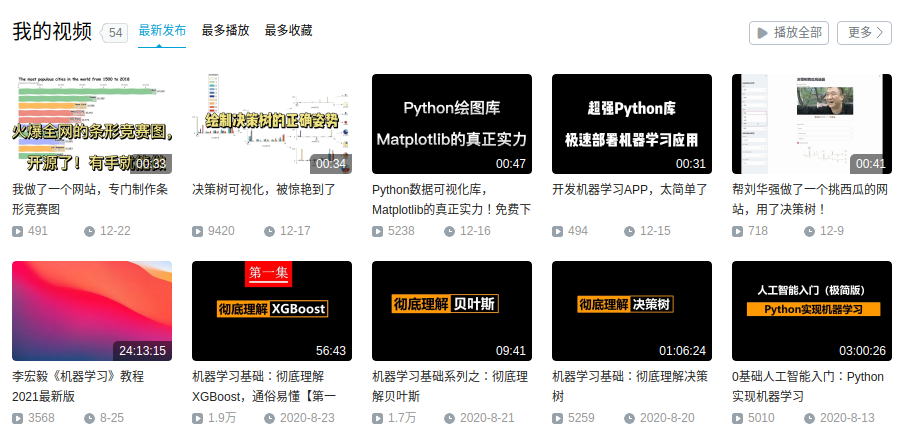 我的视频 54 最新发布 最多播放 最多收藏 播放全部 更多
The most populous cities in the world from 1500 to 2018
火爆全网的条形竞赛图，
开源了！有手就能做
00:33
绘制决策树的正确姿势
00:34
Python绘图库
Matplotlib的真正实力
00:47
超强Python库
极速部署机器学习应用
00:31
00:41
我做了一个网站，专门制作条
形竞赛图
491 12-22
决策树可视化，被惊艳到了
9420 12-17
Python数据可视化库，
Matplotlib的真正实力！免费下
5238 12-16
开发机器学习APP，太简单了
494 12-15
帮刘华强做了一个挑西瓜的网
站，用了决策树！
718 12-9
24:13:15
第一集
彻底理解 XGBoost
56:43
彻底理解 贝叶斯
09:41
彻底理解 决策树
01:06:24
人工智能入门（极简版）
Python实现机器学习
03:00:26
李宏毅《机器学习》教程
2021最新版
3568 8-25
机器学习基础：彻底理解
XGBoost，通俗易懂【第一
1.9万 2020-8-23
机器学习基础系列之：彻底理
解贝叶斯
1.7万 2020-8-21
机器学习基础：彻底理解决策
树
5259 2020-8-20
0基础人工智能入门：Python
实现机器学习
5010 2020-8-13